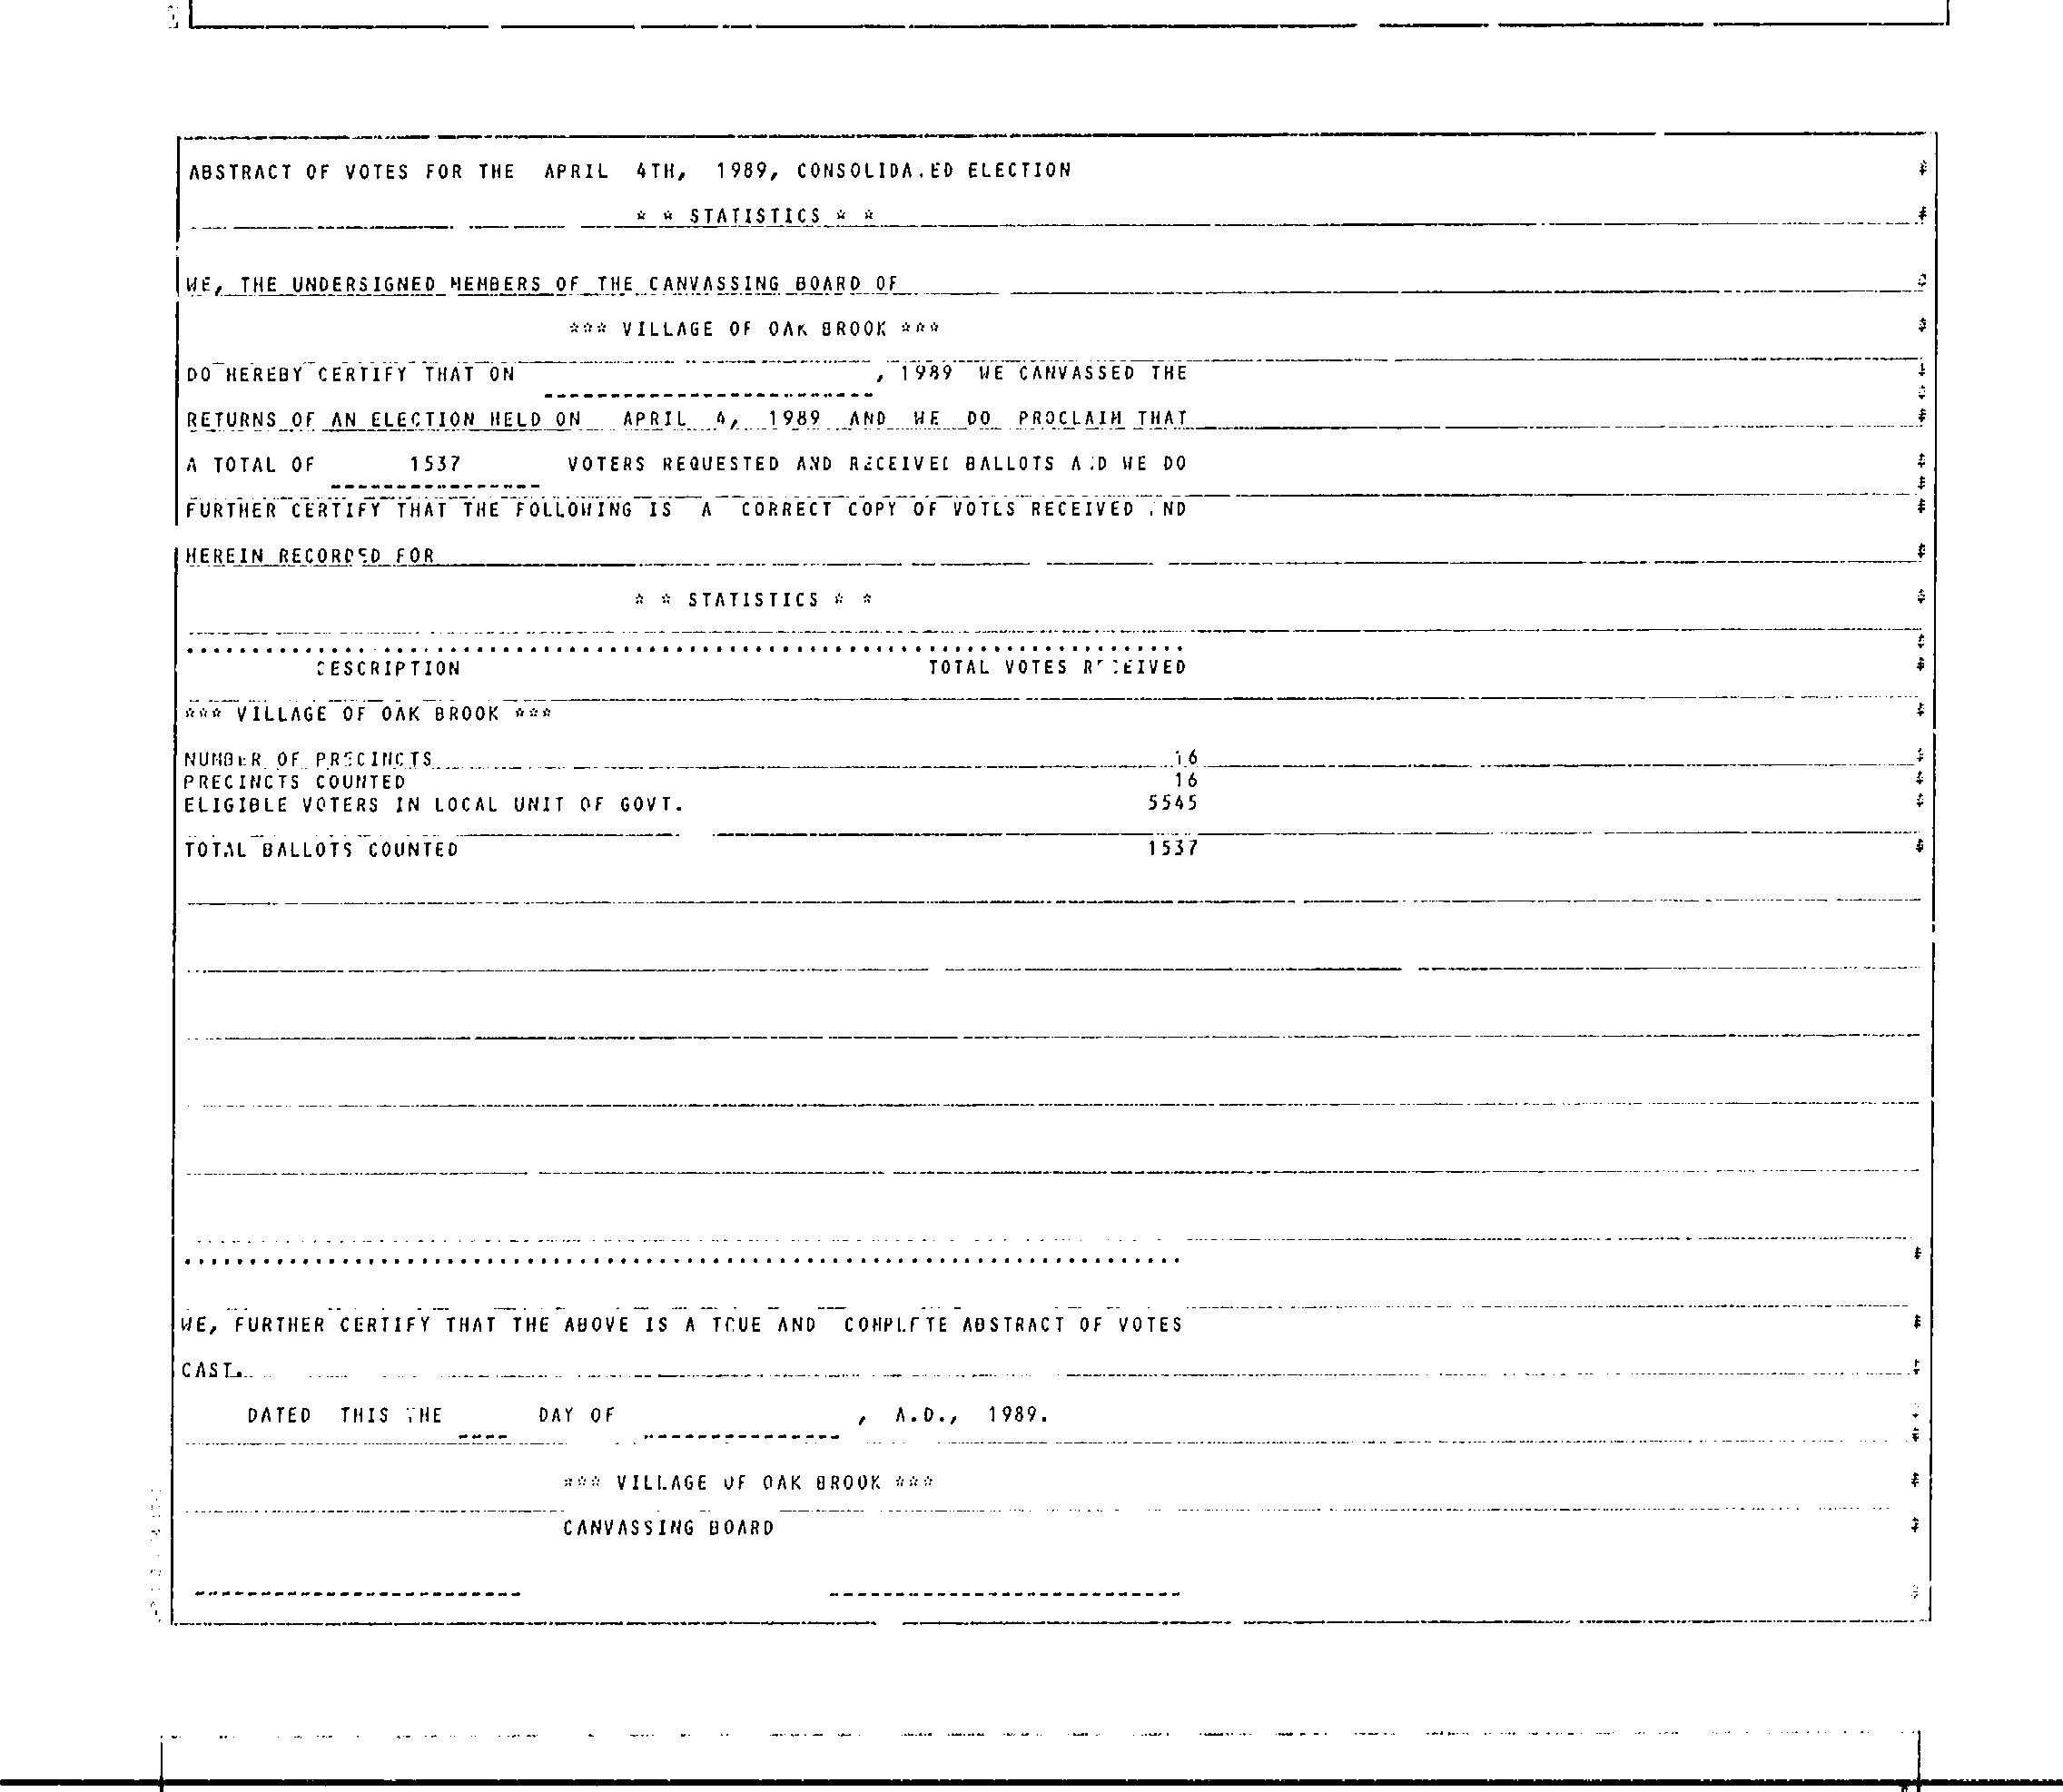 ABSTRACT OF VOTES FOR THE APRIL 4TH, 1989, CONSOLIDA.ED ELECTION
* * STATISTICS * *
WE, THE UNDERSIGNED MEMBERS OF THE CANVASSING BOARD OF
*** VILLAGE OF OAK BROOK ***
DO HEREBY CERTIFY THAT ON , 1989 WE CANVASSED THE
RETURNS OF AN ELECTION HELD ON APRIL 4, 1989 AND WE DO PROCLAIM THAT
A TOTAL OF 1537 VOTERS REQUESTED AND RECEIVED BALLOTS AND WE DO
FURTHER CERTIFY THAT THE FOLLOWING IS A CORRECT COPY OF VOTES RECEIVED AND
HEREIN RECORDED FOR
* * STATISTICS * *
DESCRIPTION TOTAL VOTES RECEIVED
*** VILLAGE OF OAK BROOK ***
NUMBER OF PRECINCTS 16
PRECINCTS COUNTED 16
ELIGIBLE VOTERS IN LOCAL UNIT OF GOVT. 5545
TOTAL BALLOTS COUNTED 1537
WE, FURTHER CERTIFY THAT THE ABOVE IS A TRUE AND COMPLETE ABSTRACT OF VOTES
CAST.
DATED THIS THE DAY OF , A.D., 1989.
*** VILLAGE OF OAK BROOK ***
CANVASSING BOARD